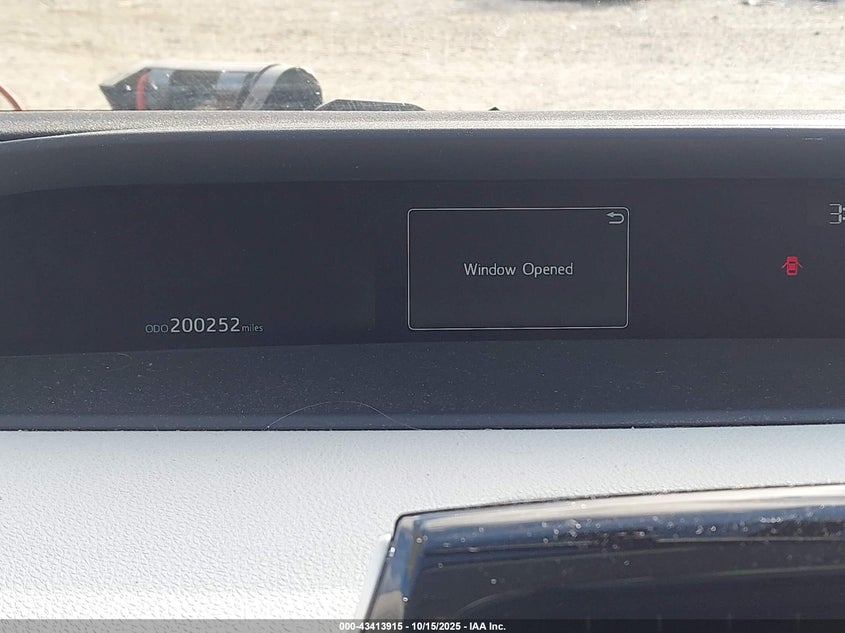 Window Opened
ODO 200252 miles
000-43413915 - 10/15/2025 - IAA Inc.